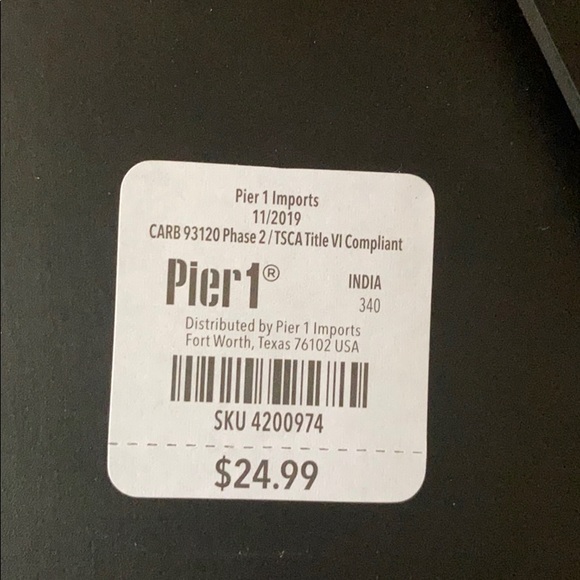 Pier 1 Imports
11/2019
CARB 93120 Phase 2 / TSCA Title VI Compliant
Pier1® INDIA
340
Distributed by Pier 1 Imports
Fort Worth, Texas 76102 USA
SKU 4200974
$24.99